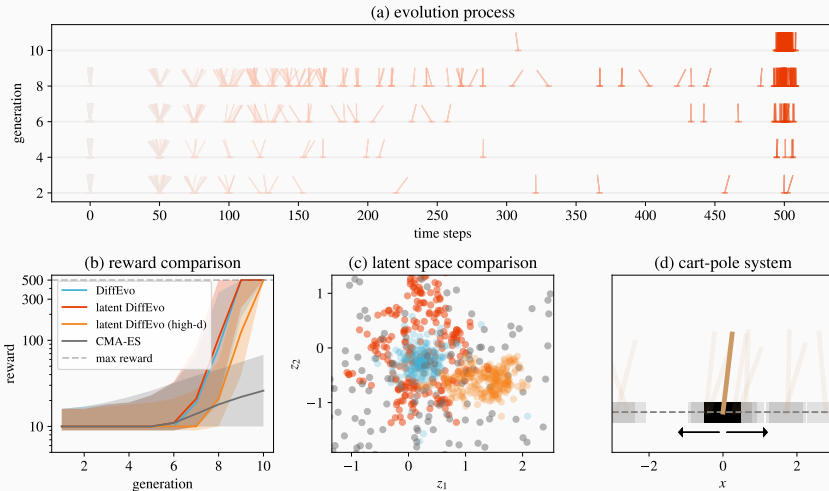 (a) evolution process
generation
10
8
6
4
2
0
50
100
150
200
250
300
350
400
450
500
time steps
(b) reward comparison
reward
500
300
100
10
DiffEvo
latent DiffEvo
latent DiffEvo (high-d)
CMA-ES
max reward
2
4
6
8
10
generation
(c) latent space comparison
z2
1
0
−1
−1
0
1
2
z1
(d) cart-pole system
−2
0
2
x